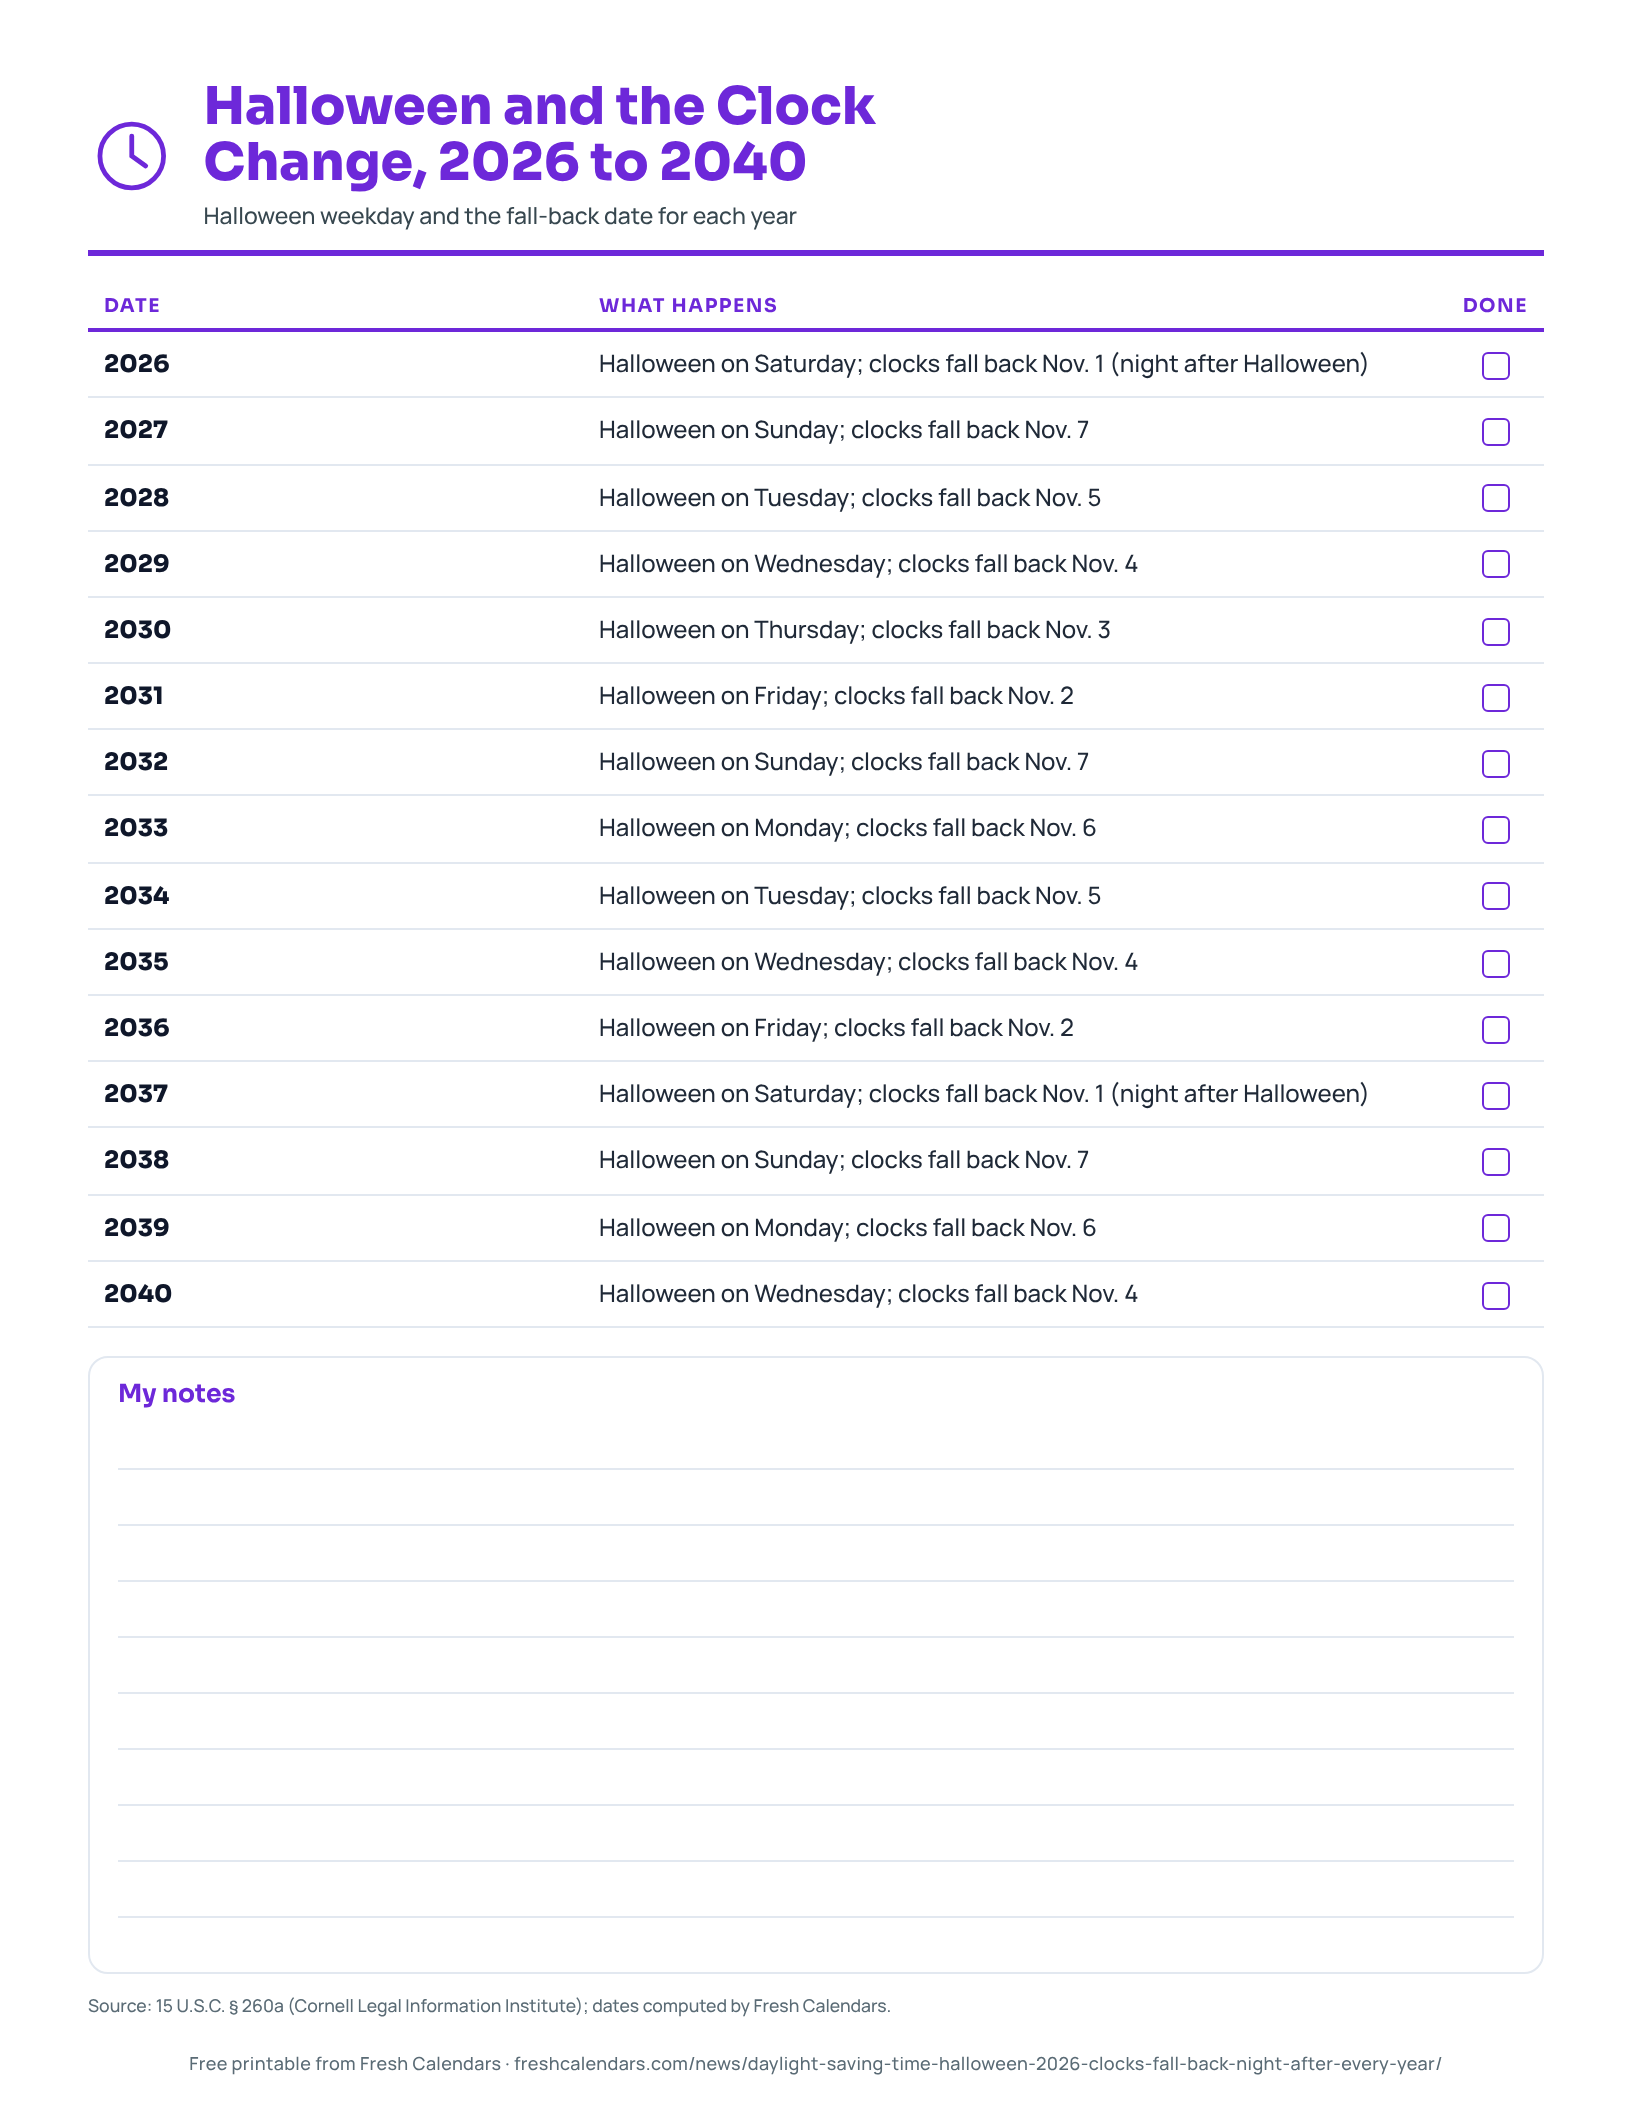 Halloween and the Clock
Change, 2026 to 2040
Halloween weekday and the fall-back date for each year
DATE WHAT HAPPENS DONE
2026 Halloween on Saturday; clocks fall back Nov. 1 (night after Halloween)
2027 Halloween on Sunday; clocks fall back Nov. 7
2028 Halloween on Tuesday; clocks fall back Nov. 5
2029 Halloween on Wednesday; clocks fall back Nov. 4
2030 Halloween on Thursday; clocks fall back Nov. 3
2031 Halloween on Friday; clocks fall back Nov. 2
2032 Halloween on Sunday; clocks fall back Nov. 7
2033 Halloween on Monday; clocks fall back Nov. 6
2034 Halloween on Tuesday; clocks fall back Nov. 5
2035 Halloween on Wednesday; clocks fall back Nov. 4
2036 Halloween on Friday; clocks fall back Nov. 2
2037 Halloween on Saturday; clocks fall back Nov. 1 (night after Halloween)
2038 Halloween on Sunday; clocks fall back Nov. 7
2039 Halloween on Monday; clocks fall back Nov. 6
2040 Halloween on Wednesday; clocks fall back Nov. 4
My notes
Source: 15 U.S.C. § 260a (Cornell Legal Information Institute); dates computed by Fresh Calendars.
Free printable from Fresh Calendars · freshcalendars.com/news/daylight-saving-time-halloween-2026-clocks-fall-back-night-after-every-year/